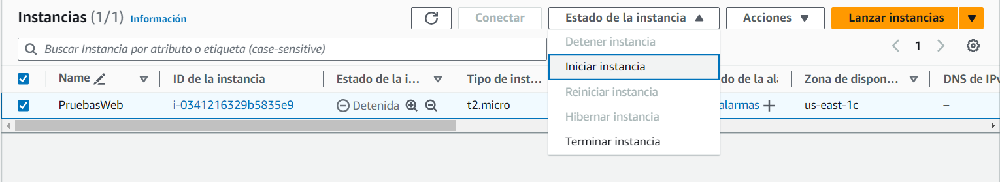 Instancias (1/1) Información
Conectar
Estado de la instancia
Acciones
Lanzar instancias
Buscar Instancia por atributo o etiqueta (case-sensitive)
1
Detener instancia
Iniciar instancia
Reiniciar instancia
Hibernar instancia
Terminar instancia
Name ID de la instancia Estado de la i... Tipo de inst... do de la ala Zona de dispon... DNS de IPv
PruebasWeb i-0341216329b5835e9 Detenida t2.micro alarmas + us-east-1c –